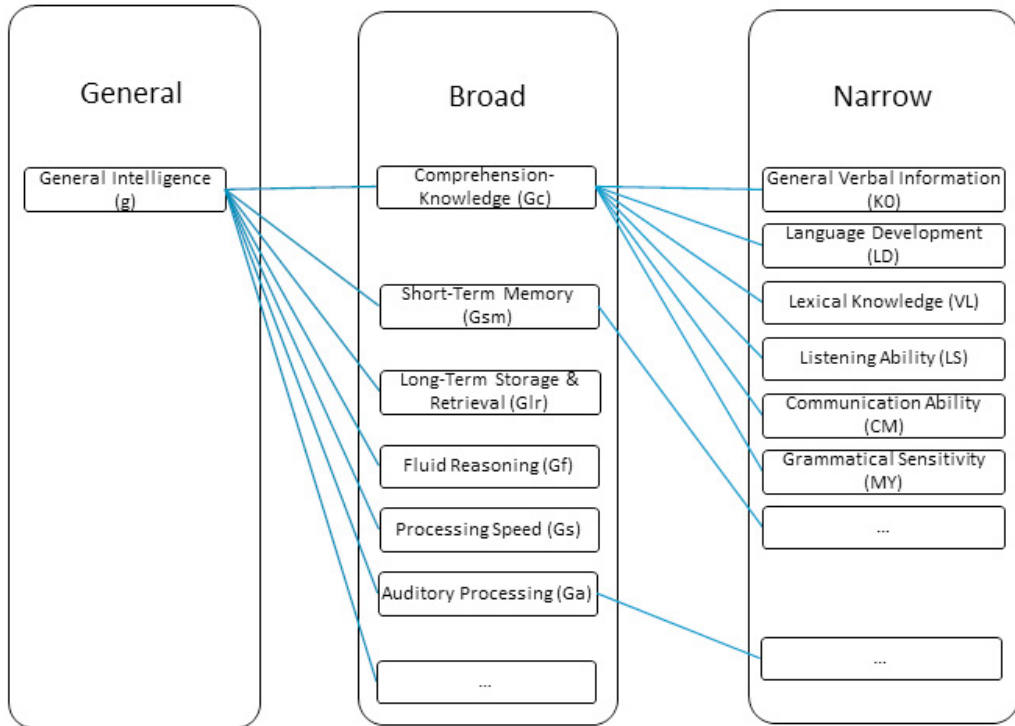 General
General Intelligence
(g)
Broad
Comprehension-
Knowledge (Gc)
Short-Term Memory
(Gsm)
Long-Term Storage &
Retrieval (Glr)
Fluid Reasoning (Gf)
Processing Speed (Gs)
Auditory Processing (Ga)
...
Narrow
General Verbal Information
(K0)
Language Development
(LD)
Lexical Knowledge (VL)
Listening Ability (LS)
Communication Ability
(CM)
Grammatical Sensitivity
(MY)
...
...